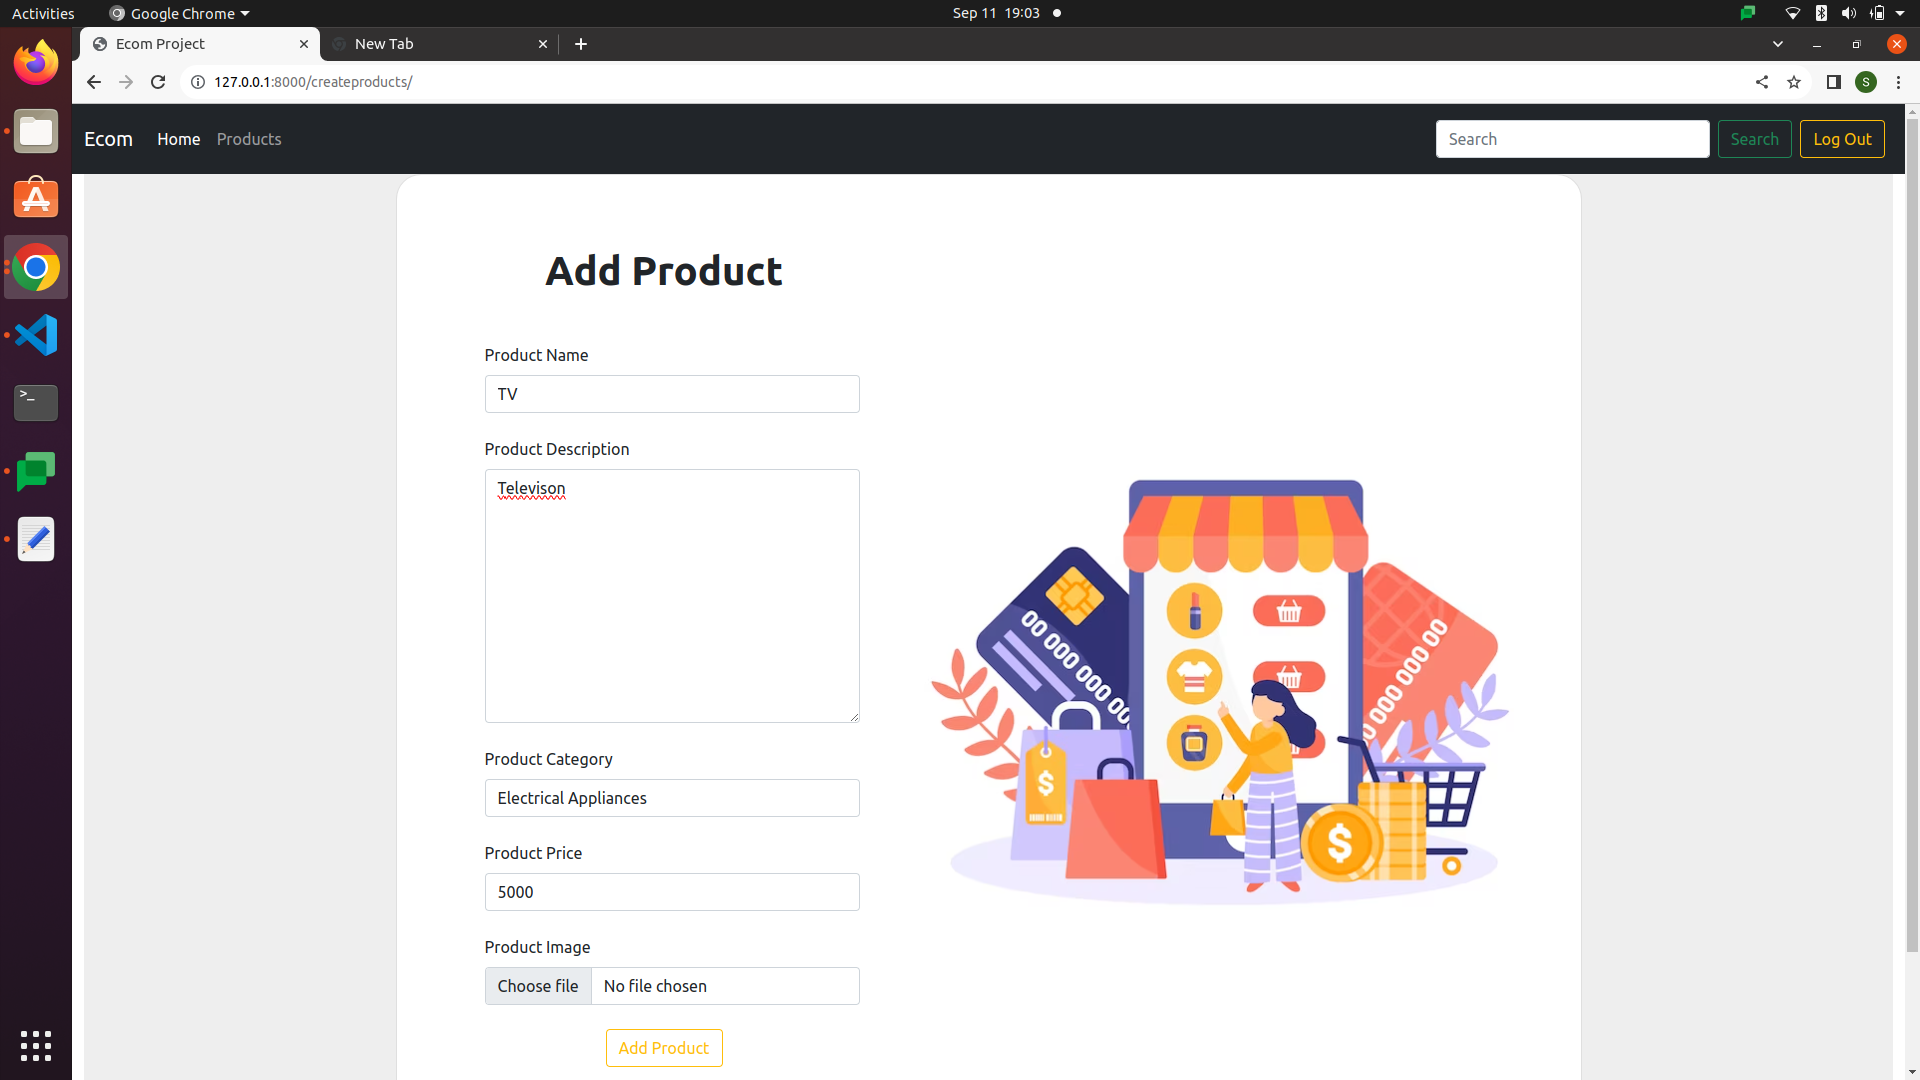 Activities
Google Chrome
Sep 11 19:03
Ecom Project
New Tab
127.0.0.1:8000/createproducts/
S
Ecom
Home
Products
Search
Search
Log Out
Add Product
Product Name
TV
Product Description
Televison
Product Category
Electrical Appliances
Product Price
5000
Product Image
Choose file
No file chosen
Add Product
00 000 000 00
000 000 00
$
$
>_